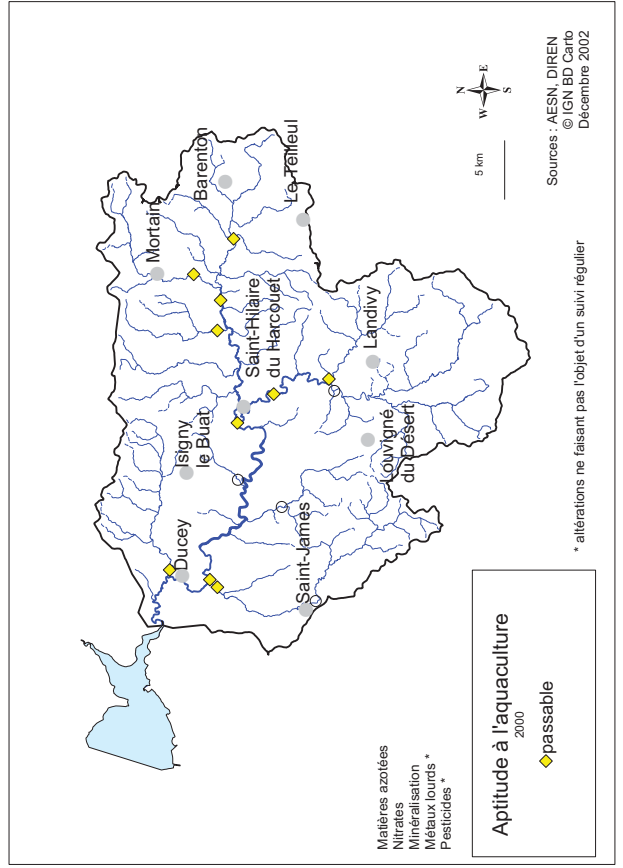 Mortain
Barenton
Le Teilleul
Isigny
le Buat
Saint-Hilaire
du Harcouet
Ducey
Saint-James
Louvigné
du Désert
Landivy
N
W
E
S
5 km
Sources : AESN, DIREN
© IGN BD Carto
Décembre 2002
Matières azotées
Nitrates
Minéralisation
Métaux lourds *
Pesticides *
Aptitude à l'aquaculture
2000
passable
* altérations ne faisant pas l'objet d'un suivi régulier